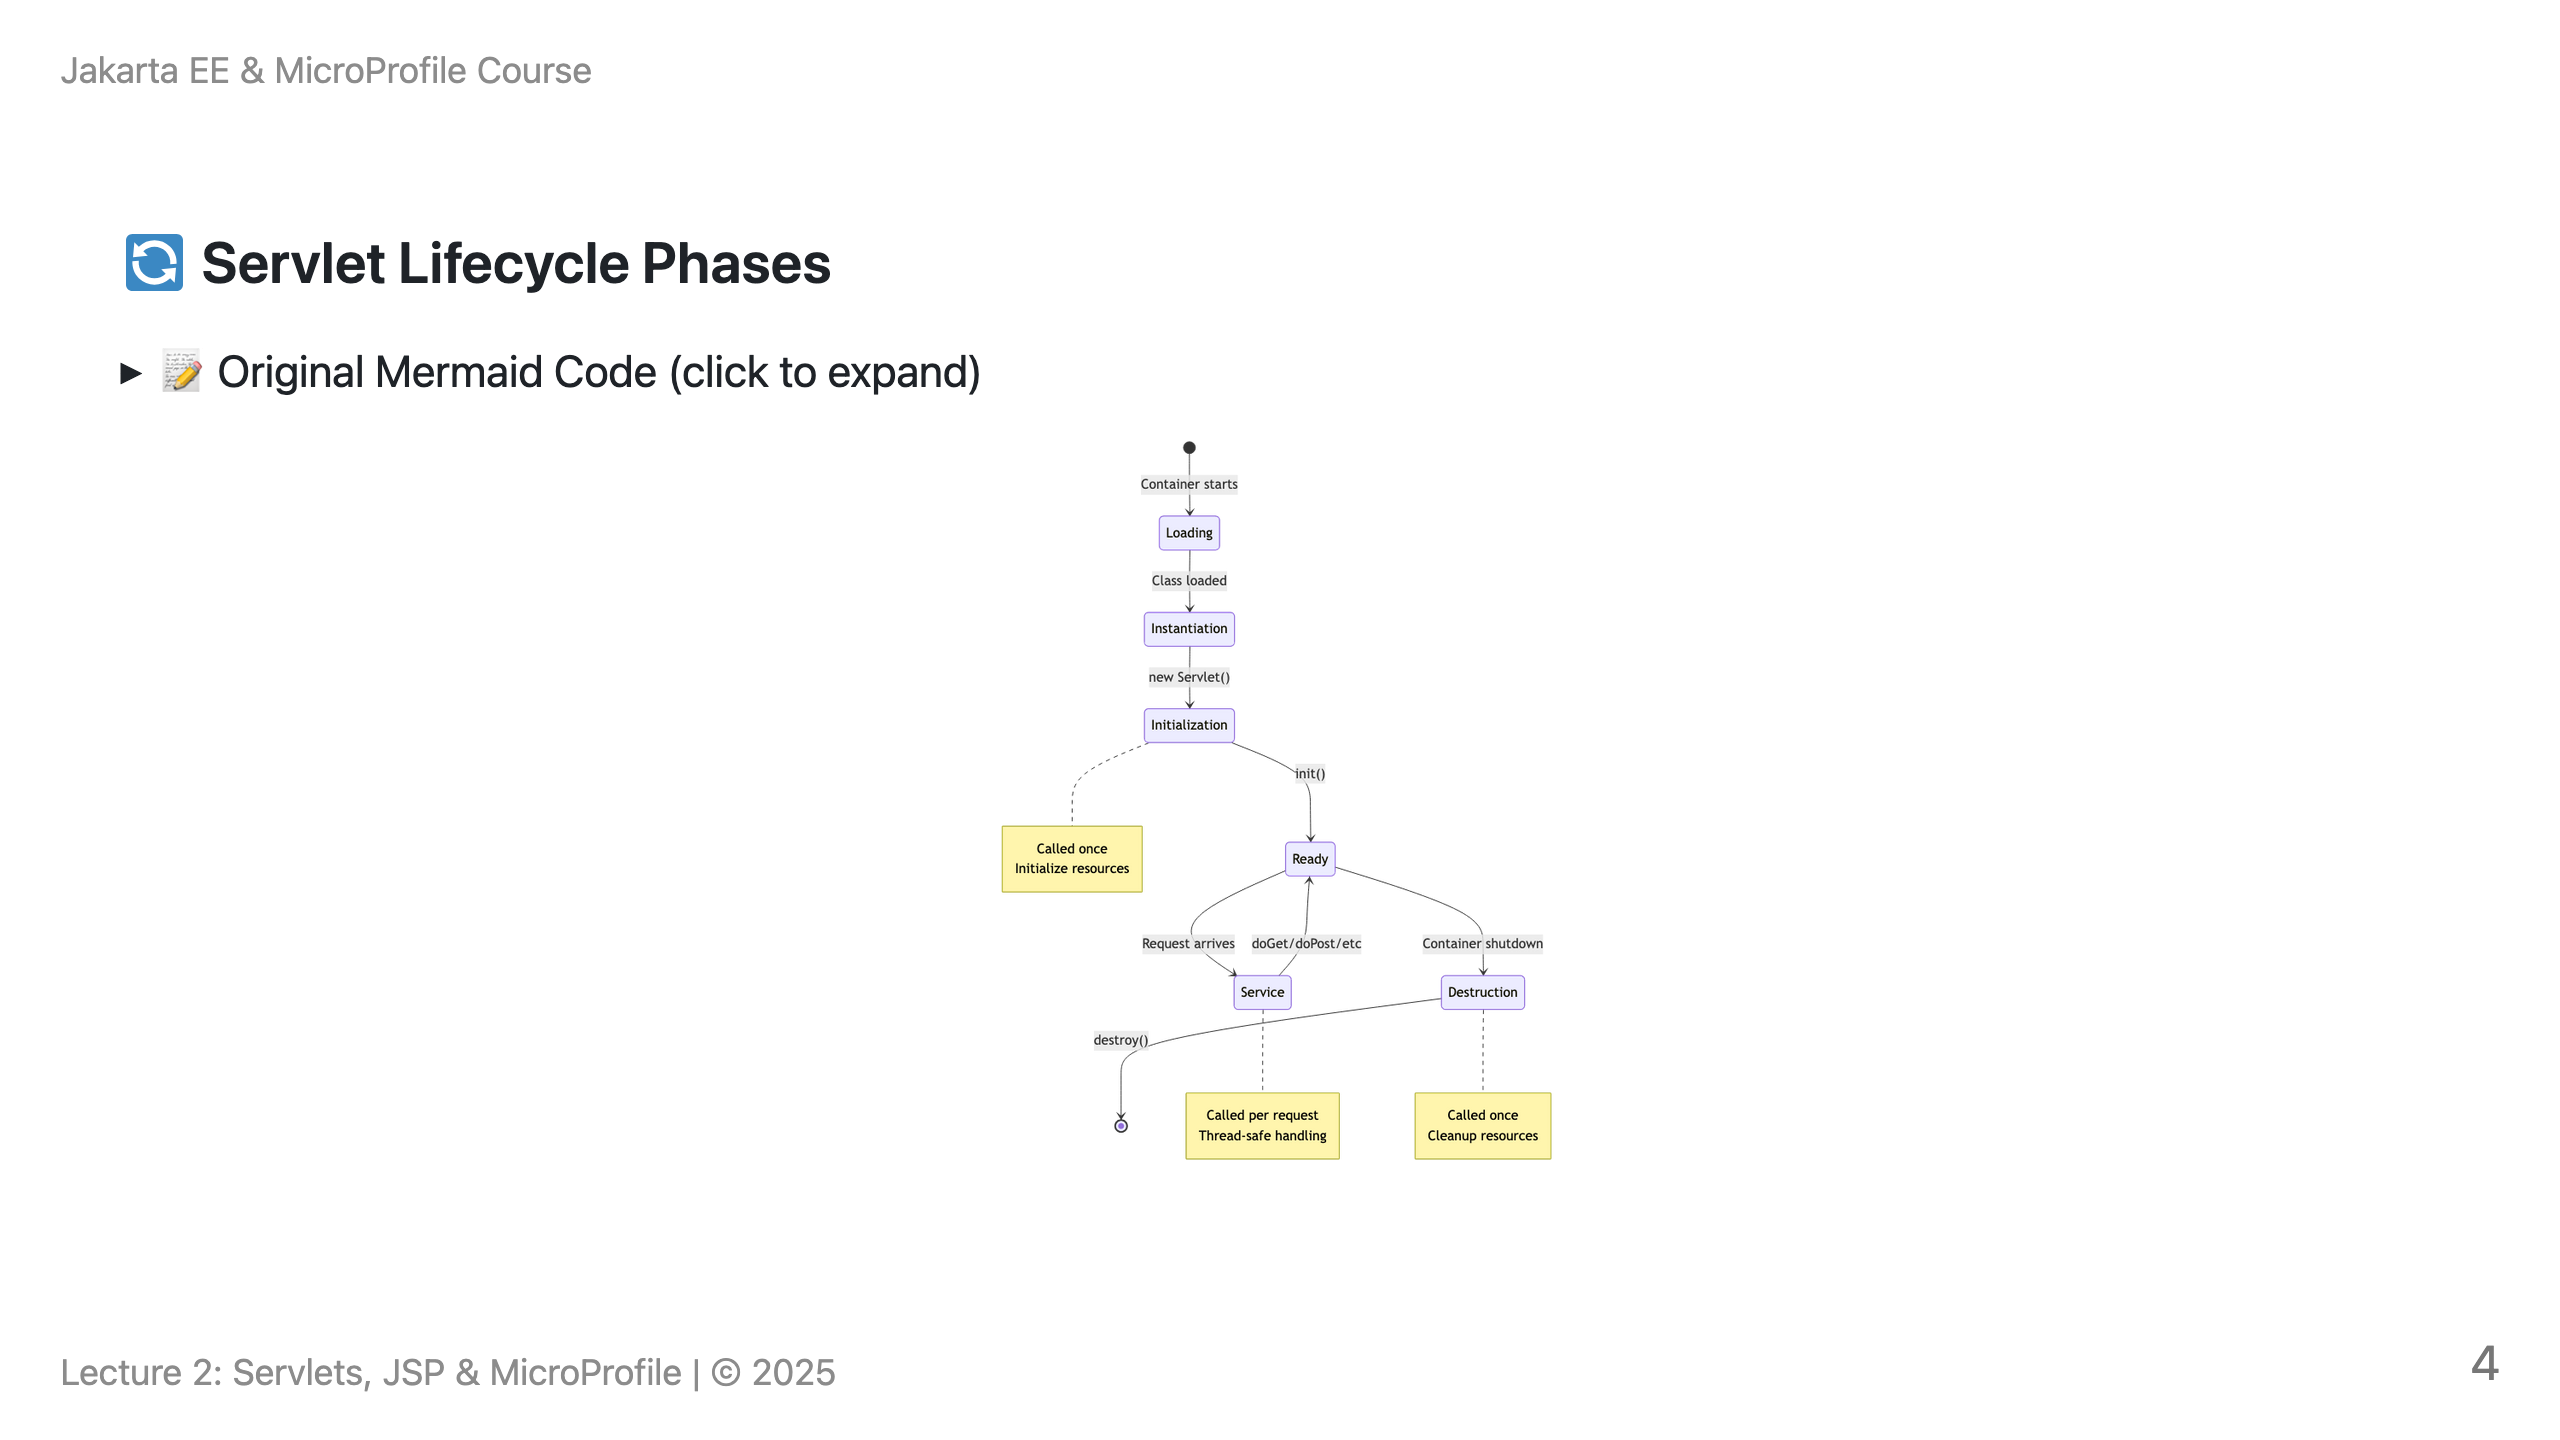 Jakarta EE & MicroProfile Course
🔄 Servlet Lifecycle Phases
▶ 📝 Original Mermaid Code (click to expand)
Container starts
Loading
Class loaded
Instantiation
new Servlet()
Initialization
init()
Called once
Initialize resources
Ready
Request arrives
doGet/doPost/etc
Container shutdown
Service
Destruction
destroy()
Called per request
Thread-safe handling
Called once
Cleanup resources
Lecture 2: Servlets, JSP & MicroProfile | © 2025
4